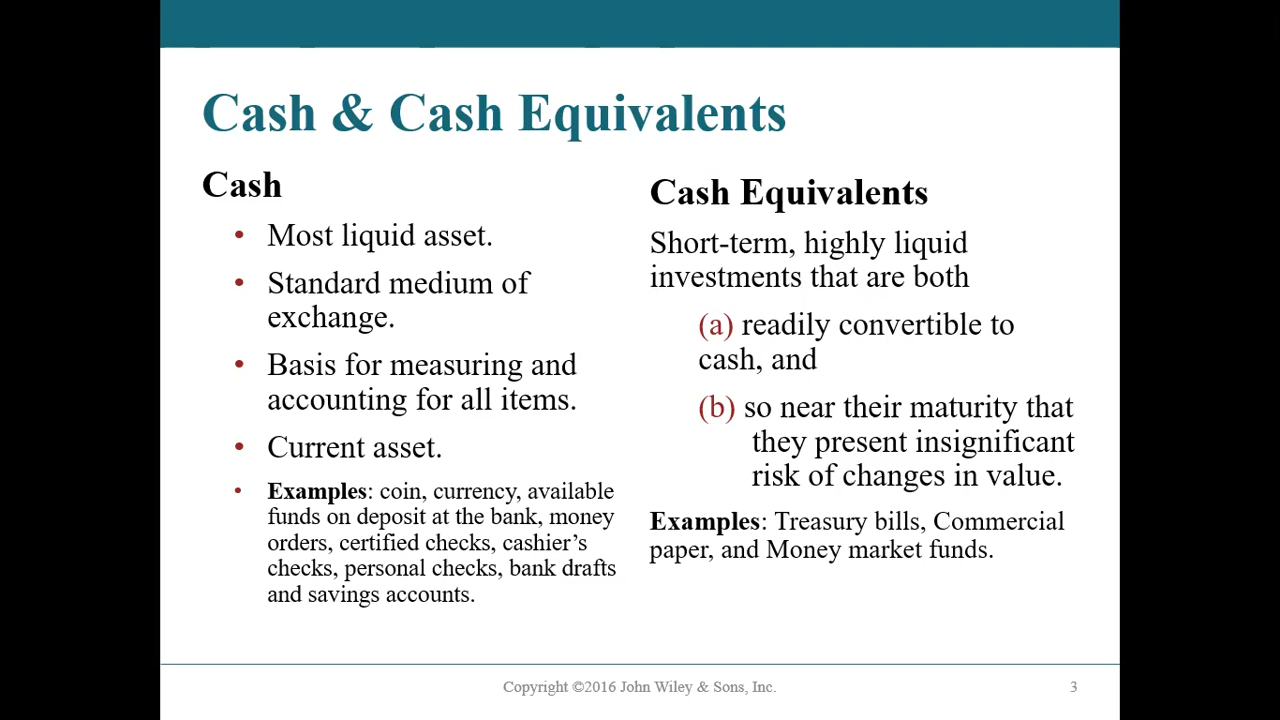 Cash & Cash Equivalents
Cash
• Most liquid asset.
• Standard medium of
exchange.
• Basis for measuring and
accounting for all items.
• Current asset.
• Examples: coin, currency, available
funds on deposit at the bank, money
orders, certified checks, cashier’s
checks, personal checks, bank drafts
and savings accounts.
Cash Equivalents
Short-term, highly liquid
investments that are both
(a) readily convertible to
cash, and
(b) so near their maturity that
they present insignificant
risk of changes in value.
Examples: Treasury bills, Commercial
paper, and Money market funds.
Copyright ©2016 John Wiley & Sons, Inc.
3